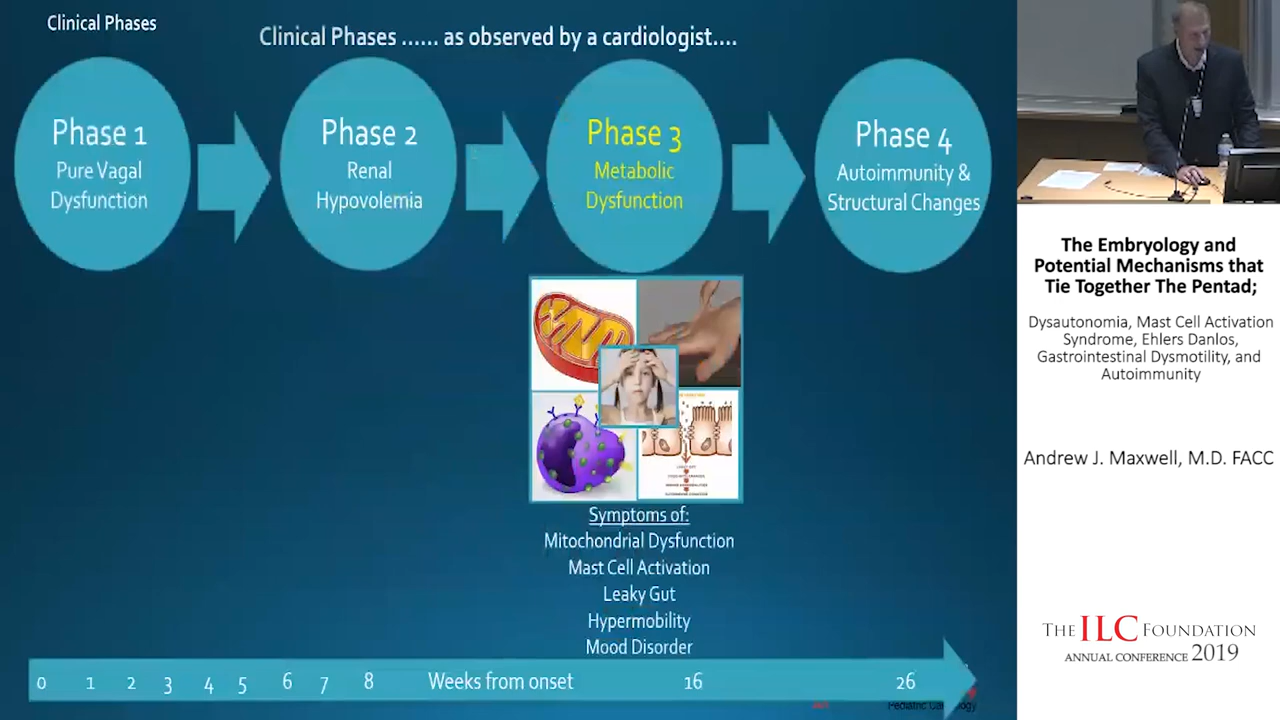 Clinical Phases
Clinical Phases ...... as observed by a cardiologist....
Phase 1
Pure Vagal
Dysfunction
Phase 2
Renal
Hypovolemia
Phase 3
Metabolic
Dysfunction
Phase 4
Autoimmunity &
Structural Changes
Symptoms of:
Mitochondrial Dysfunction
Mast Cell Activation
Leaky Gut
Hypermobility
Mood Disorder
0 1 2 3 4 5 6 7 8 Weeks from onset 16 26
The Embryology and
Potential Mechanisms that
Tie Together The Pentad;
Dysautonomia, Mast Cell Activation
Syndrome, Ehlers Danlos,
Gastrointestinal Dysmotility, and
Autoimmunity
Andrew J. Maxwell, M.D. FACC
THE ILC FOUNDATION
ANNUAL CONFERENCE 2019